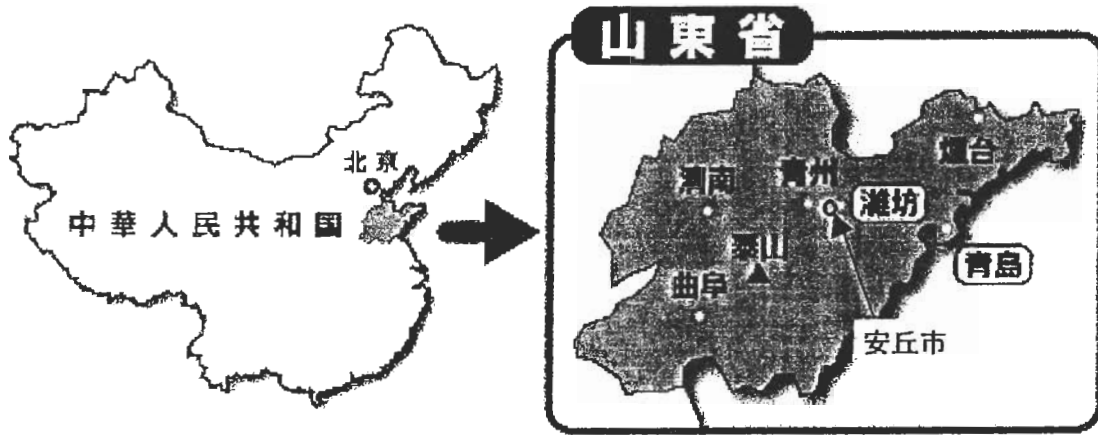 北京
中華人民共和国
山東省
烟台
済南
青州
濰坊
泰山
青島
曲阜
安丘市